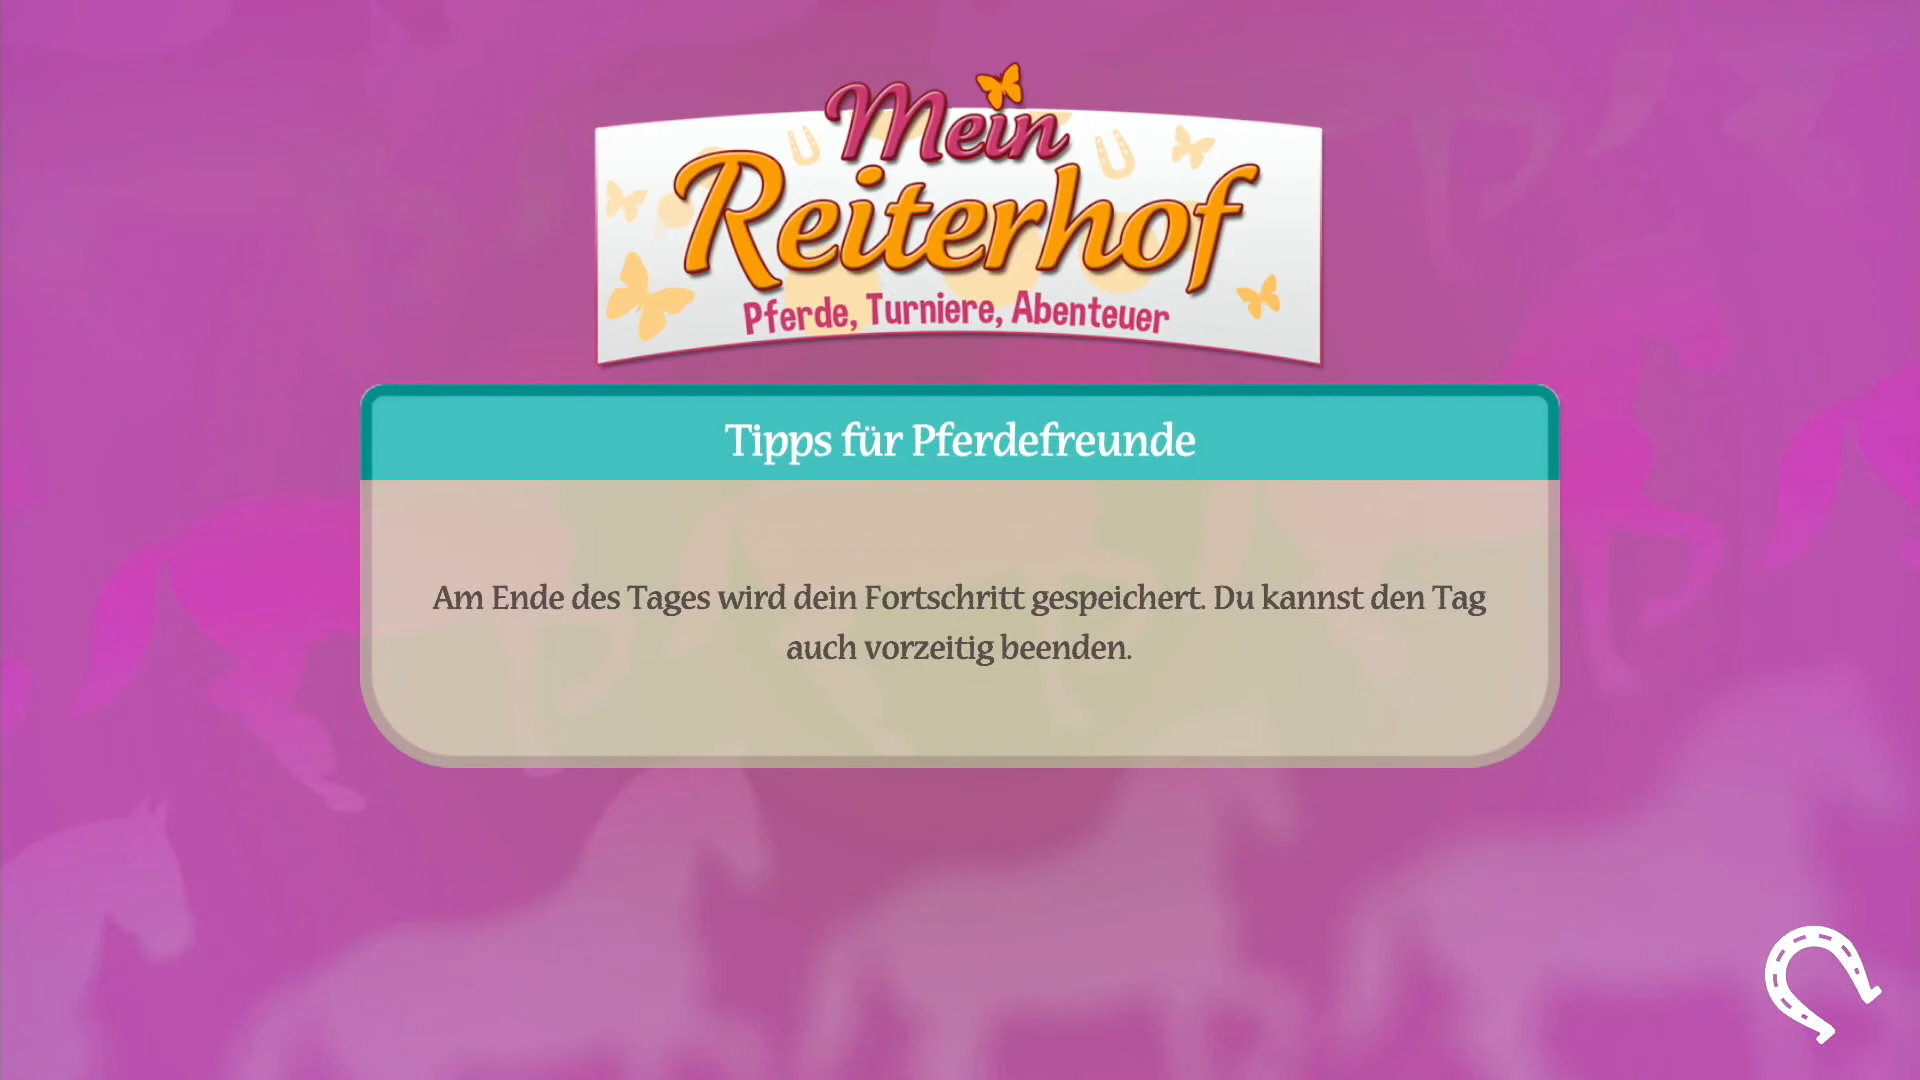 Mein
Reiterhof
Pferde, Turniere, Abenteuer
Tipps für Pferdefreunde
Am Ende des Tages wird dein Fortschritt gespeichert. Du kannst den Tag
auch vorzeitig beenden.